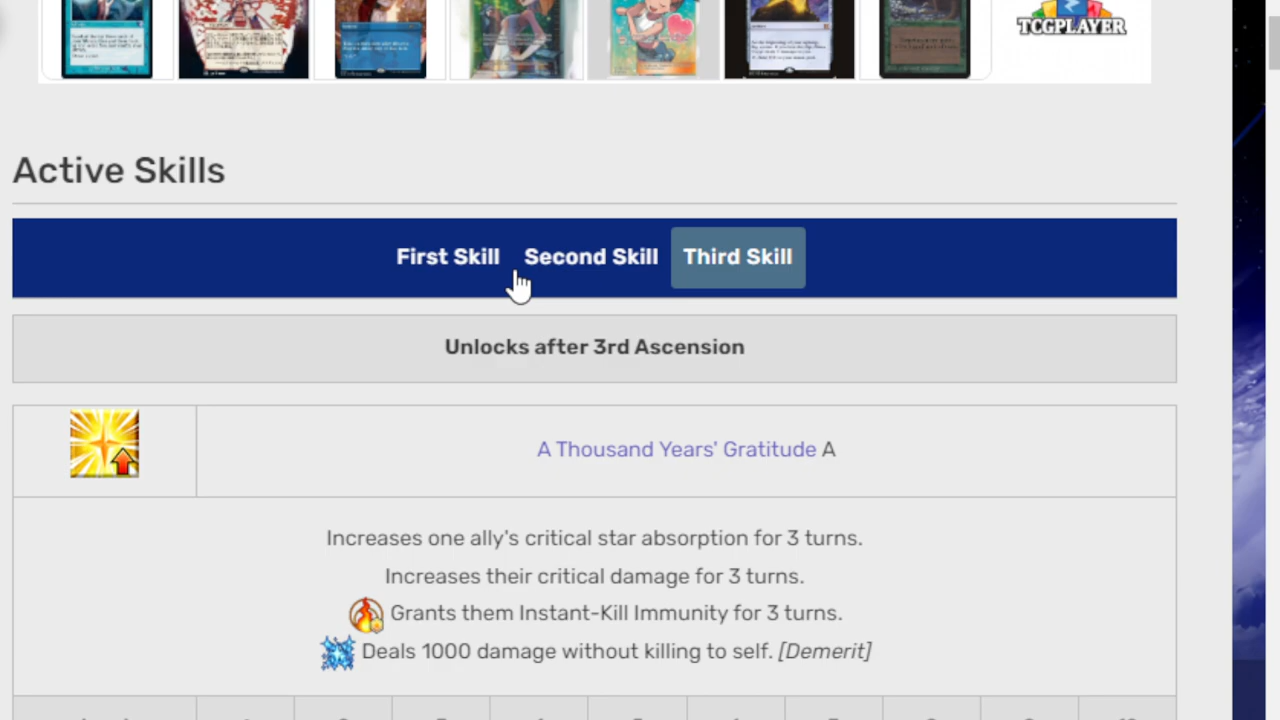 TCGPLAYER
Active Skills
First Skill Second Skill Third Skill
Unlocks after 3rd Ascension
A Thousand Years' Gratitude A
Increases one ally's critical star absorption for 3 turns.
Increases their critical damage for 3 turns.
Grants them Instant-Kill Immunity for 3 turns.
Deals 1000 damage without killing to self. [Demerit]